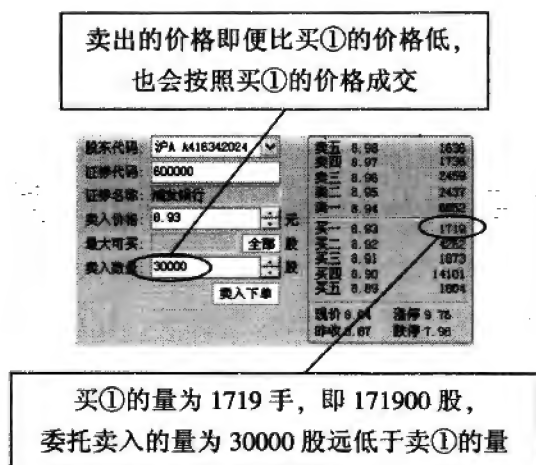 卖出的价格即便比买①的价格低，
也会按照买①的价格成交
股东代码: 沪A A416342024
证券代码: 600000
证券名称: 浦发银行
卖入价格: 8.93 元
最大可买: 全部 股
卖入数量: 30000 股
卖入下单
卖五 8.98 1636
卖四 8.97 1736
卖三 8.96 2459
卖二 8.95 2437
卖一 8.94
买一 8.93 1719
买二 8.92 4252
买三 8.91 1873
买四 8.90 14101
买五 8.89 1804
现价 涨停 9.76
昨收 8.87 跌停 7.98
买①的量为 1719 手，即 171900 股，
委托卖入的量为 30000 股远低于卖①的量